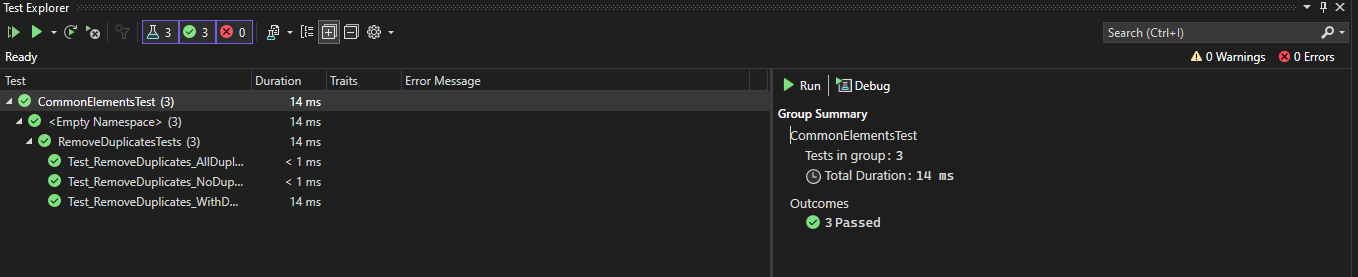 Test Explorer
3 3 0
Search (Ctrl+I)
Ready
0 Warnings 0 Errors
Test Duration Traits Error Message
CommonElementsTest (3) 14 ms
<Empty Namespace> (3) 14 ms
RemoveDuplicatesTests (3) 14 ms
Test_RemoveDuplicates_AllDupl... < 1 ms
Test_RemoveDuplicates_NoDup... < 1 ms
Test_RemoveDuplicates_WithD... 14 ms
Run Debug
Group Summary
CommonElementsTest
Tests in group: 3
Total Duration: 14 ms
Outcomes
3 Passed